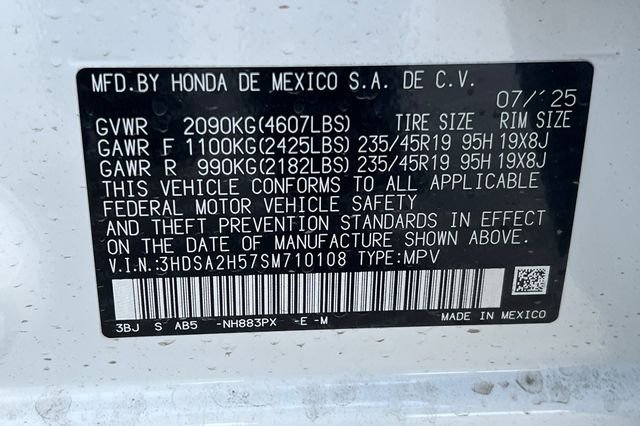 MFD.BY HONDA DE MEXICO S.A. DE C.V.
07/´25
GVWR 2090KG(4607LBS) TIRE SIZE RIM SIZE
GAWR F 1100KG(2425LBS) 235/45R19 95H 19X8J
GAWR R 990KG(2182LBS) 235/45R19 95H 19X8J
THIS VEHICLE CONFORMS TO ALL APPLICABLE
FEDERAL MOTOR VEHICLE SAFETY
AND THEFT PREVENTION STANDARDS IN EFFECT
ON THE DATE OF MANUFACTURE SHOWN ABOVE.
V.I.N.:3HDSA2H57SM710108 TYPE:MPV
3BJ S AB5 -NH883PX -E -M MADE IN MEXICO